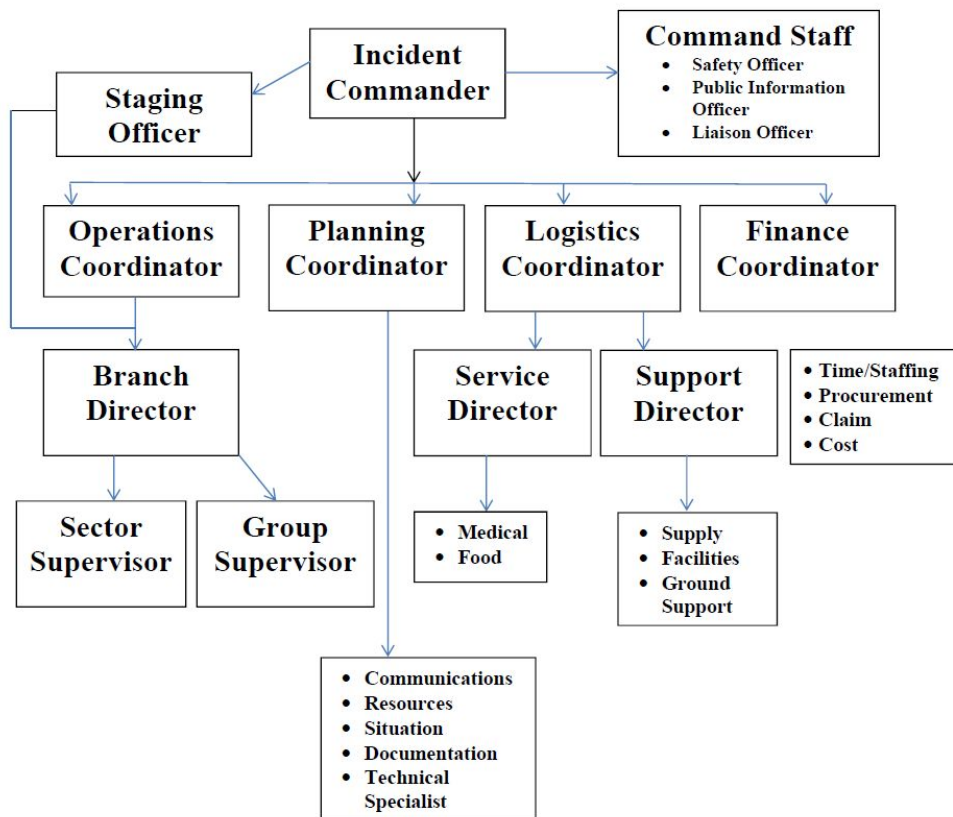 Incident
Commander
Command Staff
• Safety Officer
• Public Information
Officer
• Liaison Officer
Staging
Officer
Operations
Coordinator
Planning
Coordinator
Logistics
Coordinator
Finance
Coordinator
Branch
Director
Service
Director
Support
Director
• Time/Staffing
• Procurement
• Claim
• Cost
Sector
Supervisor
Group
Supervisor
• Medical
• Food
• Supply
• Facilities
• Ground
Support
• Communications
• Resources
• Situation
• Documentation
• Technical
Specialist